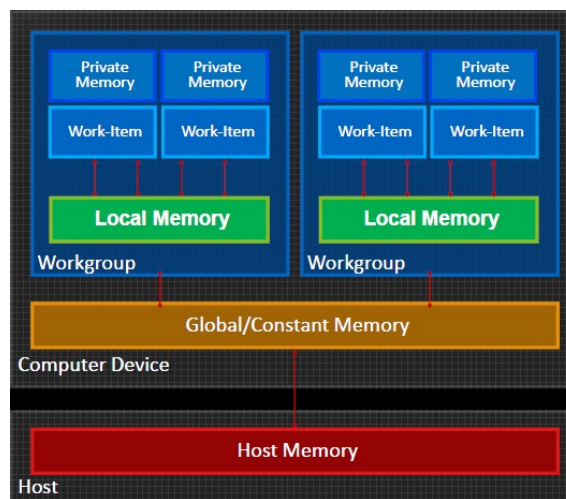 Private Memory
Private Memory
Work-Item
Work-Item
Local Memory
Workgroup
Private Memory
Private Memory
Work-Item
Work-Item
Local Memory
Workgroup
Global/Constant Memory
Computer Device
Host Memory
Host